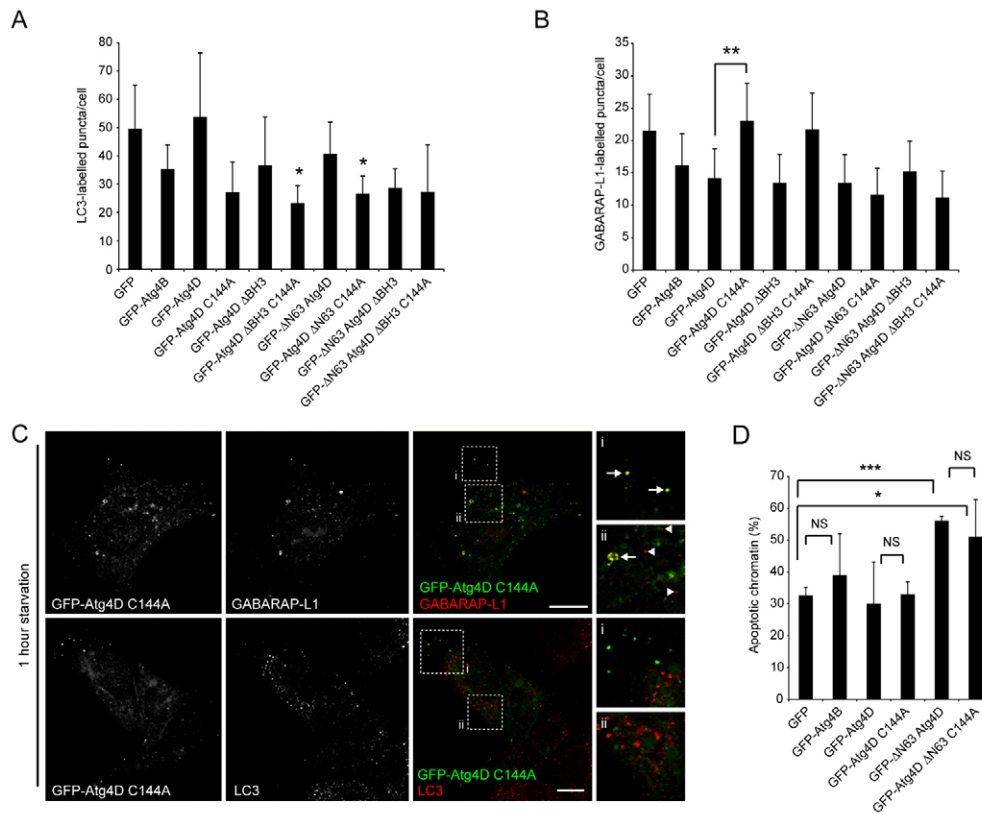 A
LC3-labelled puncta/cell
80
70
60
50
40
30
20
10
0
*
*
GFP
GFP-Atg4B
GFP-Atg4D
GFP-Atg4D C144A
GFP-Atg4D ΔBH3
GFP-Atg4D ΔBH3 C144A
GFP-ΔN63 Atg4D
GFP-Atg4D ΔN63 C144A
GFP-ΔN63 Atg4D ΔBH3
GFP-ΔN63 Atg4D ΔBH3 C144A
B
GABARAP-L1-labelled puncta/cell
35
30
25
20
15
10
5
0
**
GFP
GFP-Atg4B
GFP-Atg4D
GFP-Atg4D C144A
GFP-Atg4D ΔBH3
GFP-Atg4D ΔBH3 C144A
GFP-ΔN63 Atg4D
GFP-Atg4D ΔN63 C144A
GFP-ΔN63 Atg4D ΔBH3
GFP-ΔN63 Atg4D ΔBH3 C144A
C
1 hour starvation
GFP-Atg4D C144A
GABARAP-L1
i
ii
GFP-Atg4D C144A
GABARAP-L1
i
ii
GFP-Atg4D C144A
LC3
i
ii
GFP-Atg4D C144A
LC3
i
ii
D
Apoptotic chromatin (%)
70
60
50
40
30
20
10
0
NS
***
*
NS
NS
GFP
GFP-Atg4B
GFP-Atg4D
GFP-Atg4D C144A
GFP-ΔN63 Atg4D
GFP-Atg4D ΔN63 C144A